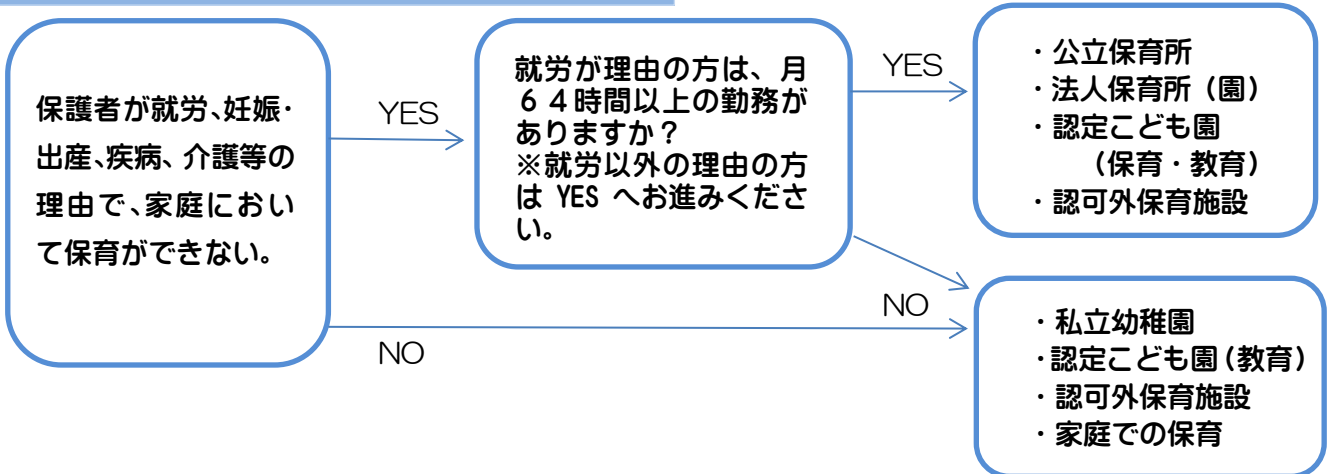 保護者が就労、妊娠・
出産、疾病、介護等の
理由で、家庭におい
て保育ができない。
YES
NO
就労が理由の方は、月
６４時間以上の勤務が
ありますか？
※就労以外の理由の方
は YES へお進みくださ
い。
YES
NO
・公立保育所
・法人保育所（園）
・認定こども園
（保育・教育）
・認可外保育施設
・私立幼稚園
・認定こども園（教育）
・認可外保育施設
・家庭での保育